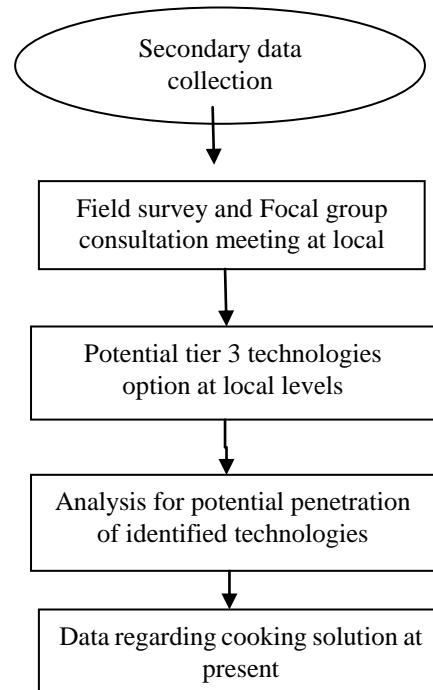 Secondary data
collection
Field survey and Focal group
consultation meeting at local
Potential tier 3 technologies
option at local levels
Analysis for potential penetration
of identified technologies
Data regarding cooking solution at
present